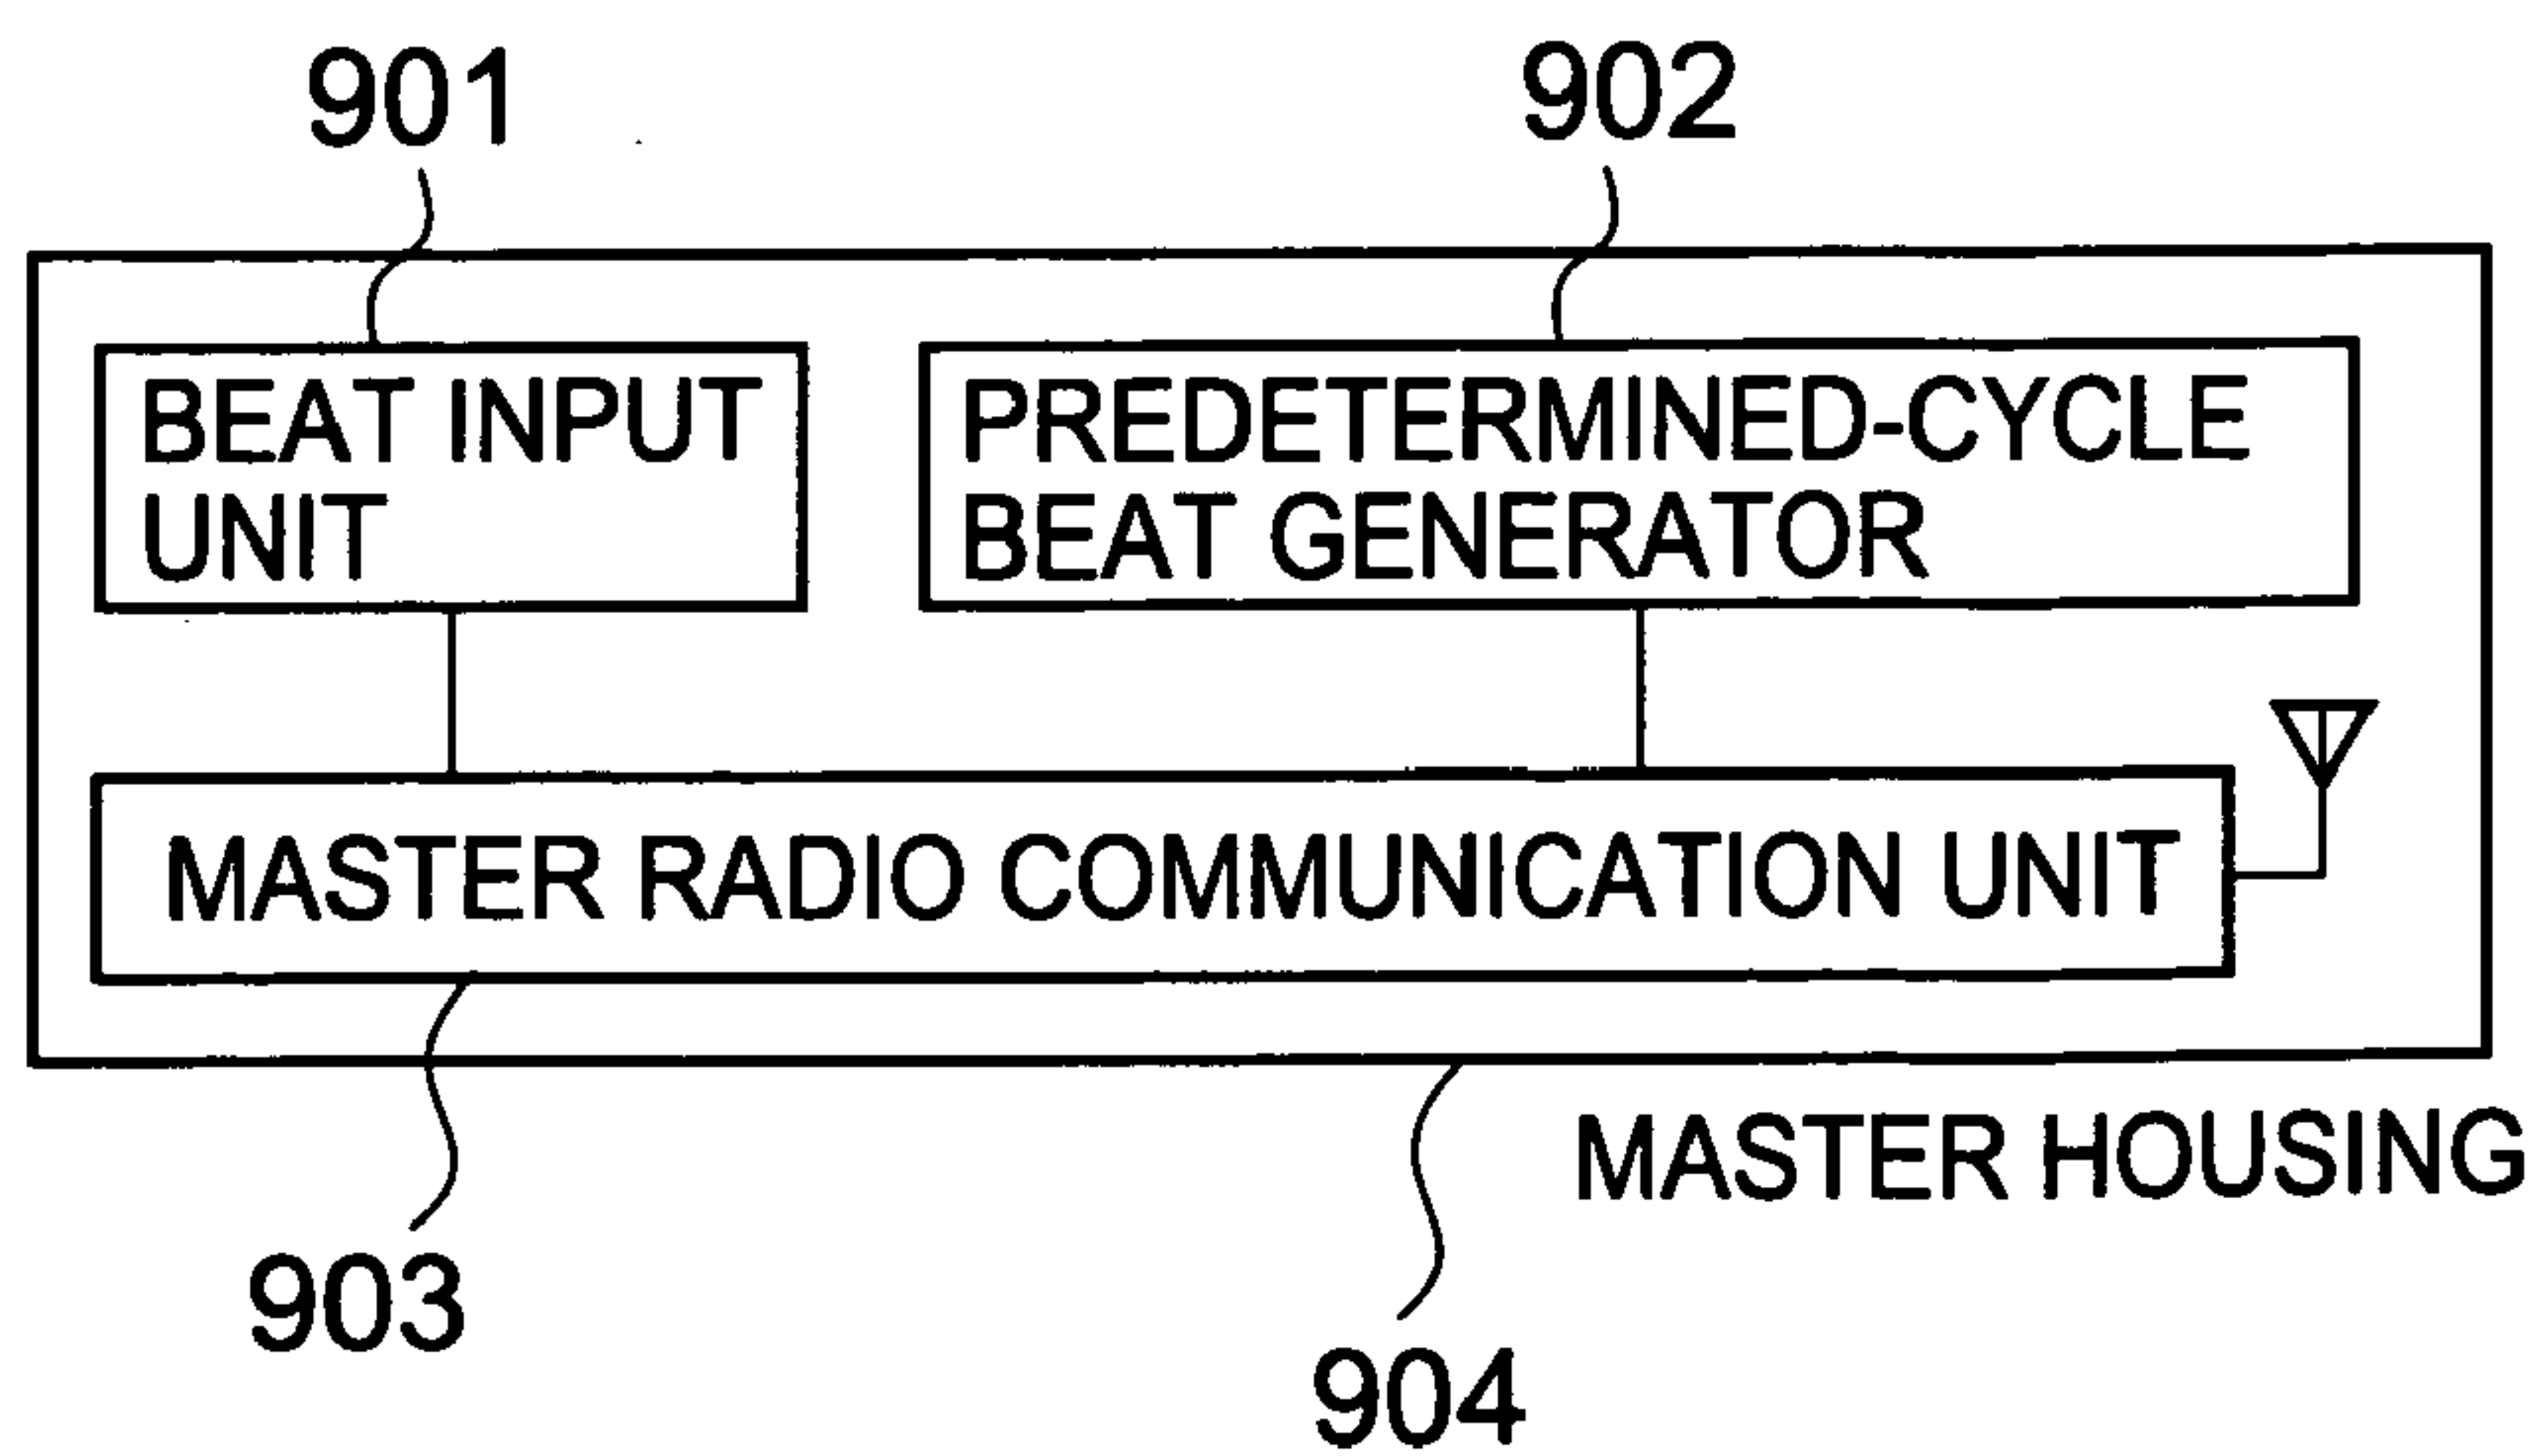 901
902
BEAT INPUT
UNIT
PREDETERMINED-CYCLE
BEAT GENERATOR
MASTER RADIO COMMUNICATION UNIT
MASTER HOUSING
903
904